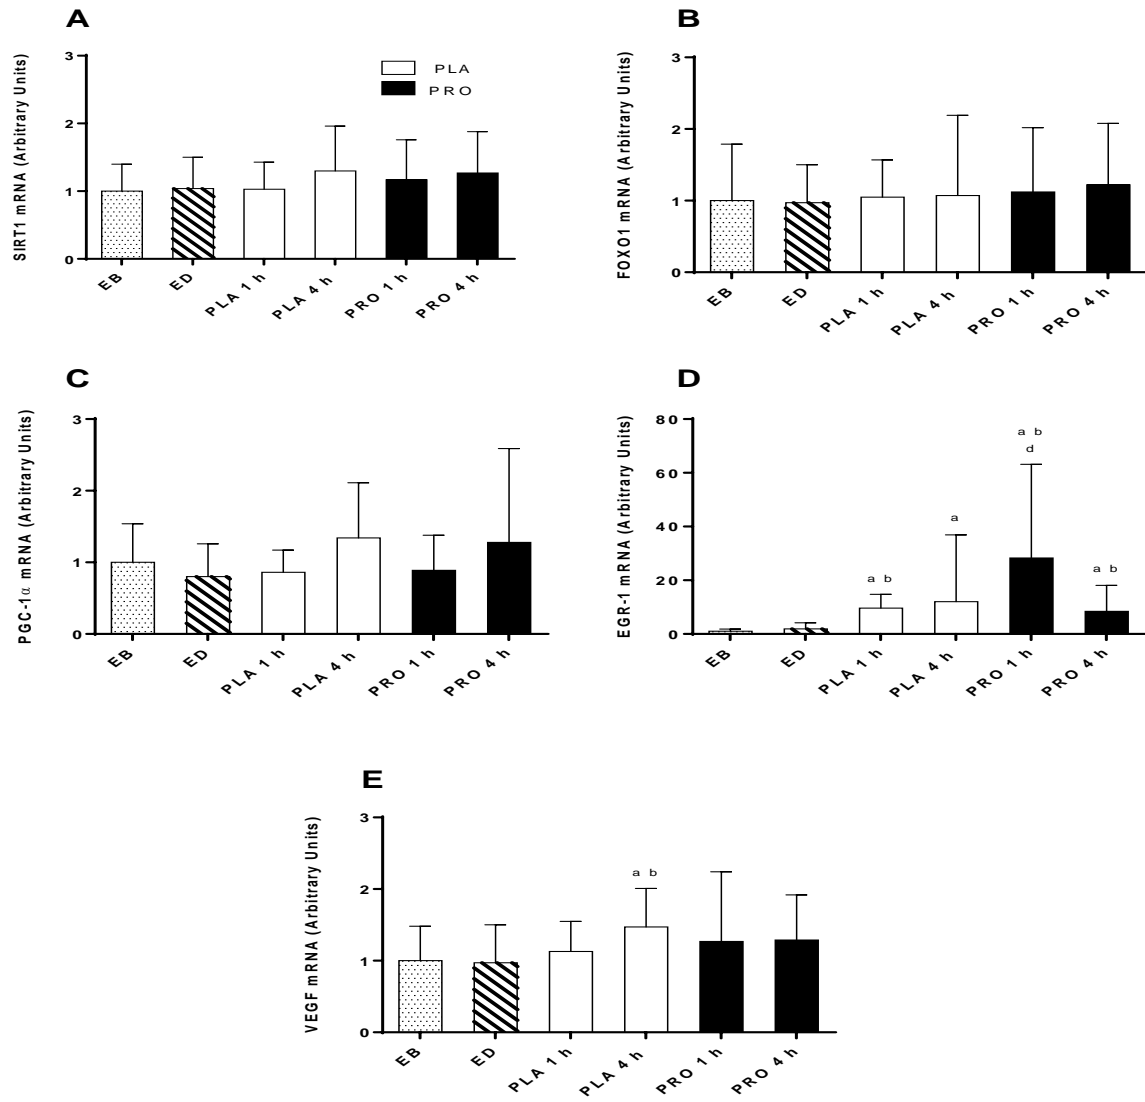 A
SIRT1 mRNA (Arbitrary Units)
3
2
1
0
PLA
PRO
EB
ED
PLA 1 h
PLA 4 h
PRO 1 h
PRO 4 h
B
FOXO1 mRNA (Arbitrary Units)
3
2
1
0
EB
ED
PLA 1 h
PLA 4 h
PRO 1 h
PRO 4 h
C
PGC-1α mRNA (Arbitrary Units)
3
2
1
0
EB
ED
PLA 1 h
PLA 4 h
PRO 1 h
PRO 4 h
D
EGR-1 mRNA (Arbitrary Units)
80
60
40
20
0
a b
a
a b
d
a b
EB
ED
PLA 1 h
PLA 4 h
PRO 1 h
PRO 4 h
E
VEGF mRNA (Arbitrary Units)
3
2
1
0
a b
EB
ED
PLA 1 h
PLA 4 h
PRO 1 h
PRO 4 h